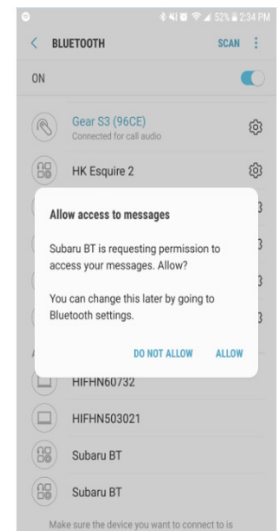 52% 2:34 PM
BLUETOOTH
SCAN
ON
Gear S3 (96CE)
Connected for call audio
HK Esquire 2
Allow access to messages
Subaru BT is requesting permission to
access your messages. Allow?
You can change this later by going to
Bluetooth settings.
DO NOT ALLOW ALLOW
HIFHN60732
HIFHN503021
Subaru BT
Subaru BT
Make sure the device you want to connect to is